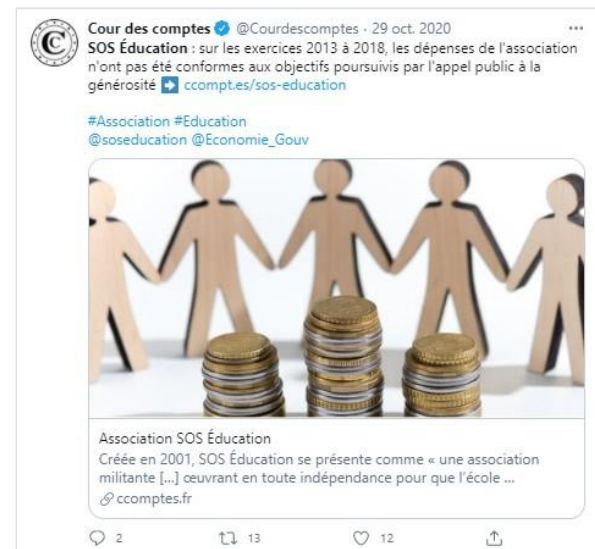 Cour des comptes @Courdescomptes · 29 oct. 2020 ...
SOS Éducation : sur les exercices 2013 à 2018, les dépenses de l'association
n'ont pas été conformes aux objectifs poursuivis par l'appel public à la
générosité ➡ ccompt.es/sos-education
#Association #Education
@soseducation @Economie_Gouv
Association SOS Éducation
Créée en 2001, SOS Éducation se présente comme « une association
militante [...] œuvrant en toute indépendance pour que l'école ...
ccomptes.fr
2 13 12